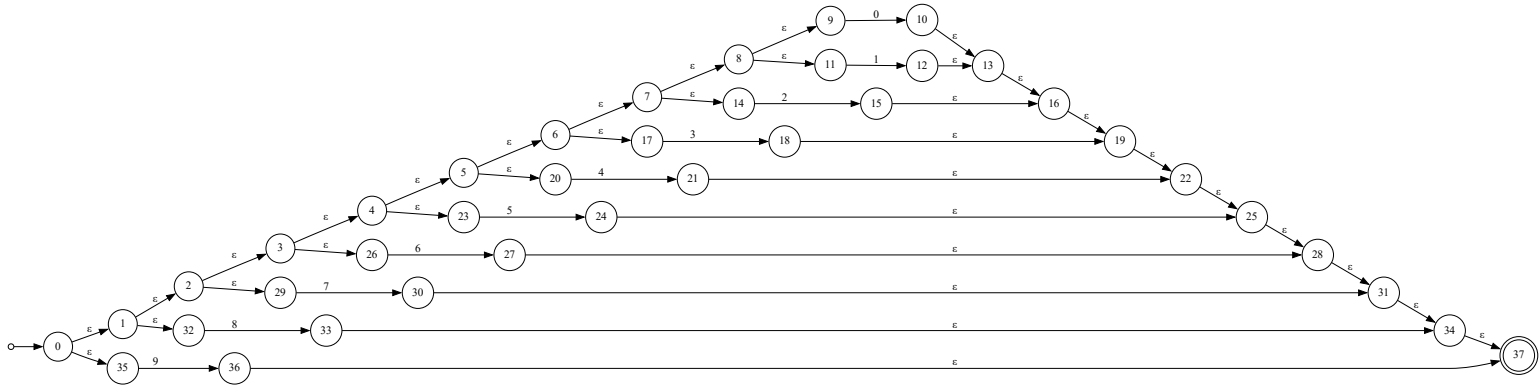 ε 9 0 10 ε
ε 8 ε 11 1 12 ε 13 ε
ε 7 ε 14 2 15 ε 16 ε
ε 6 ε 17 3 18 ε 19 ε
ε 5 ε 20 4 21 ε 22 ε
ε 4 ε 23 5 24 ε 25 ε
ε 3 ε 26 6 27 ε 28 ε
ε 2 ε 29 7 30 ε 31 ε
ε 1 ε 32 8 33 ε 34 ε
0 ε 35 9 36 ε 37